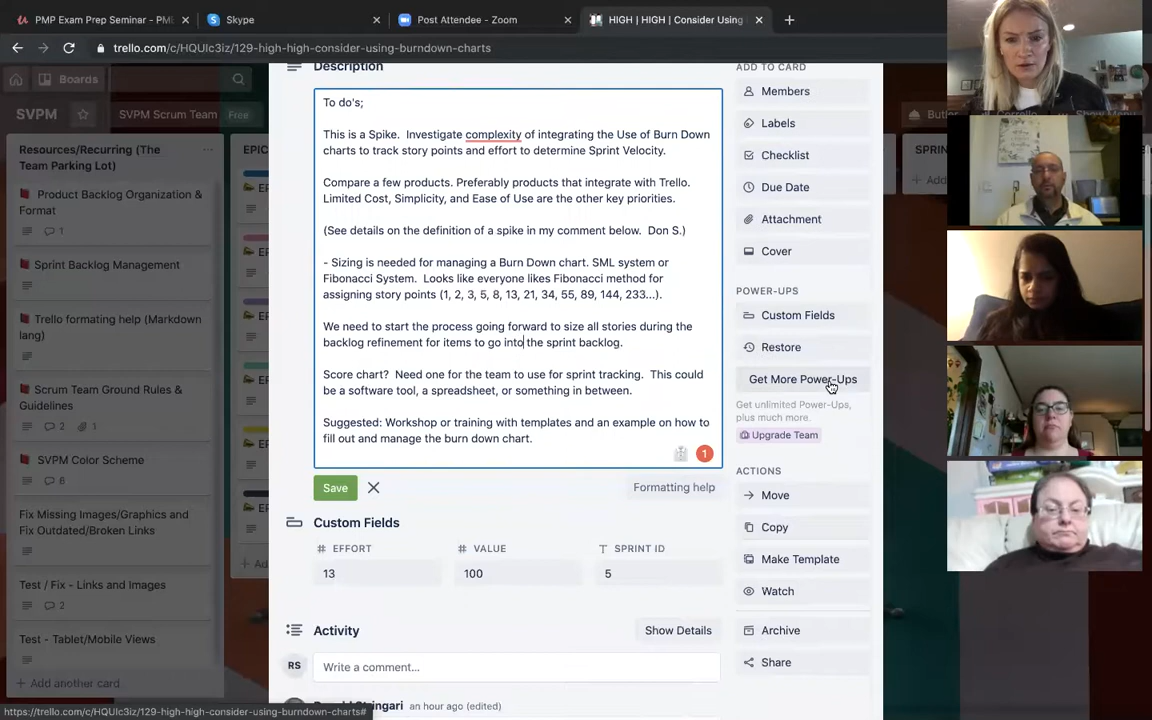 PMP Exam Prep Seminar - PME
Skype
Post Attendee - Zoom
HIGH | HIGH | Consider Using
trello.com/c/HQUIc3iz/129-high-high-consider-using-burndown-charts
Boards
SVPM
SVPM Scrum Team
Free
Butler
Corrello
Show Menu
Resources/Recurring (The
Team Parking Lot)
Product Backlog Organization &
Format
1
Sprint Backlog Management
Trello formating help (Markdown
lang)
Scrum Team Ground Rules &
Guidelines
2
1
SVPM Color Scheme
6
Fix Missing Images/Graphics and
Fix Outdated/Broken Links
Test / Fix - Links and Images
2
Test - Tablet/Mobile Views
+ Add another card
EPIC
SPRIN
+ Add
Description
To do's;
This is a Spike. Investigate complexity of integrating the Use of Burn Down
charts to track story points and effort to determine Sprint Velocity.
Compare a few products. Preferably products that integrate with Trello.
Limited Cost, Simplicity, and Ease of Use are the other key priorities.
(See details on the definition of a spike in my comment below. Don S.)
- Sizing is needed for managing a Burn Down chart. SML system or
Fibonacci System. Looks like everyone likes Fibonacci method for
assigning story points (1, 2, 3, 5, 8, 13, 21, 34, 55, 89, 144, 233...).
We need to start the process going forward to size all stories during the
backlog refinement for items to go into the sprint backlog.
Score chart? Need one for the team to use for sprint tracking. This could
be a software tool, a spreadsheet, or something in between.
Suggested: Workshop or training with templates and an example on how to
fill out and manage the burn down chart.
1
Save
Formatting help
Custom Fields
EFFORT
VALUE
SPRINT ID
13
100
5
Activity
Show Details
RS
Write a comment...
an hour ago (edited)
ADD TO CARD
Members
Labels
Checklist
Due Date
Attachment
Cover
POWER-UPS
Custom Fields
Restore
Get More Power-Ups
Get unlimited Power-Ups,
plus much more.
Upgrade Team
ACTIONS
Move
Copy
Make Template
Watch
Archive
Share
https://trello.com/c/HQUIc3iz/129-high-high-consider-using-burndown-charts#